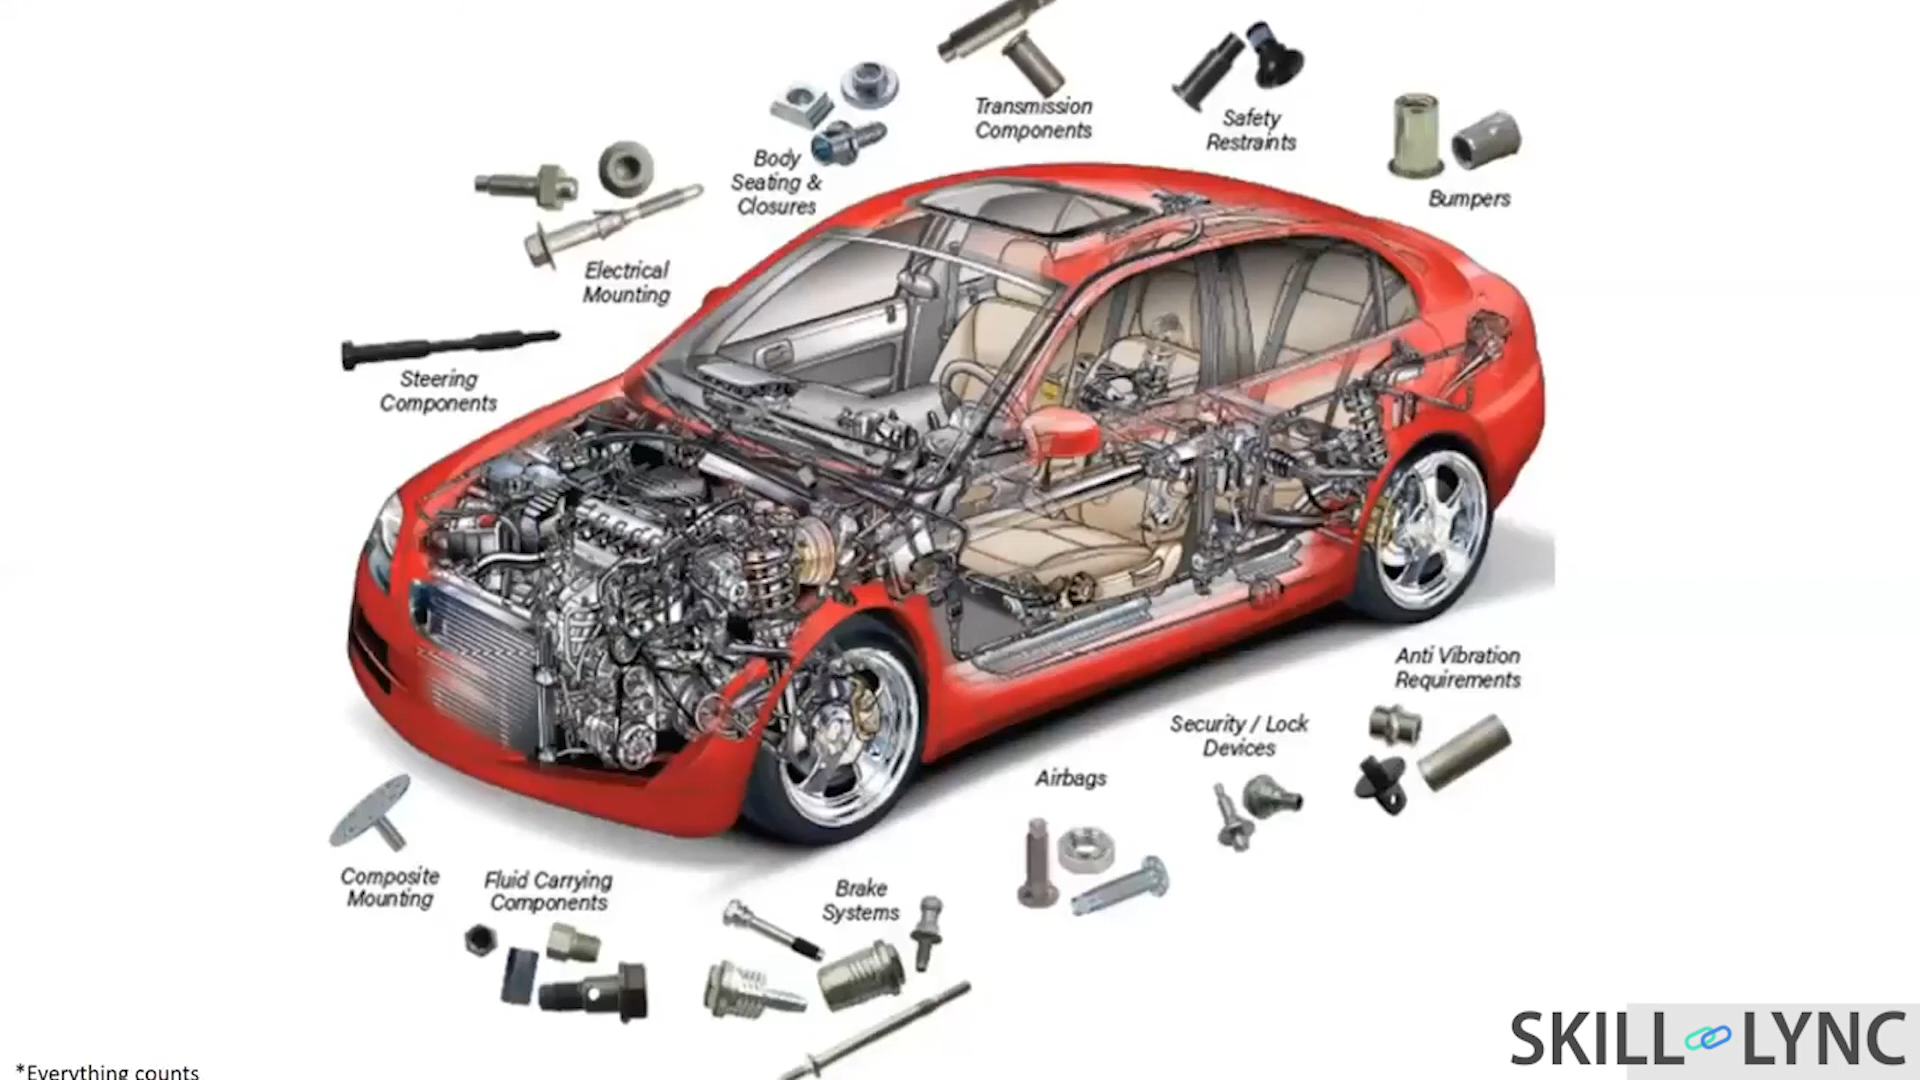 Transmission
Components
Safety
Restraints
Body
Seating &
Closures
Bumpers
Electrical
Mounting
Steering
Components
Anti Vibration
Requirements
Security / Lock
Devices
Airbags
Composite
Mounting
Fluid Carrying
Components
Brake
Systems
SKILL LYNC
*Everything counts